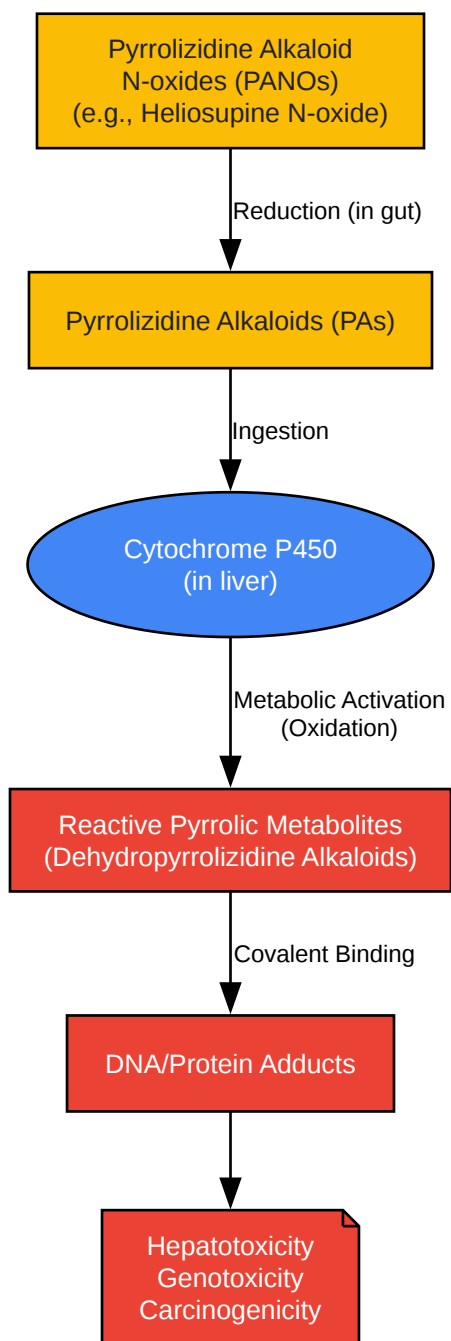 Pyrrolizidine Alkaloid
N-oxides (PANOs)
(e.g., Heliosupine N-oxide)
Reduction (in gut)
Pyrrolizidine Alkaloids (PAs)
Ingestion
Cytochrome P450
(in liver)
Metabolic Activation
(Oxidation)
Reactive Pyrrolic Metabolites
(Dehydropyrrolizidine Alkaloids)
Covalent Binding
DNA/Protein Adducts
Hepatotoxicity
Genotoxicity
Carcinogenicity